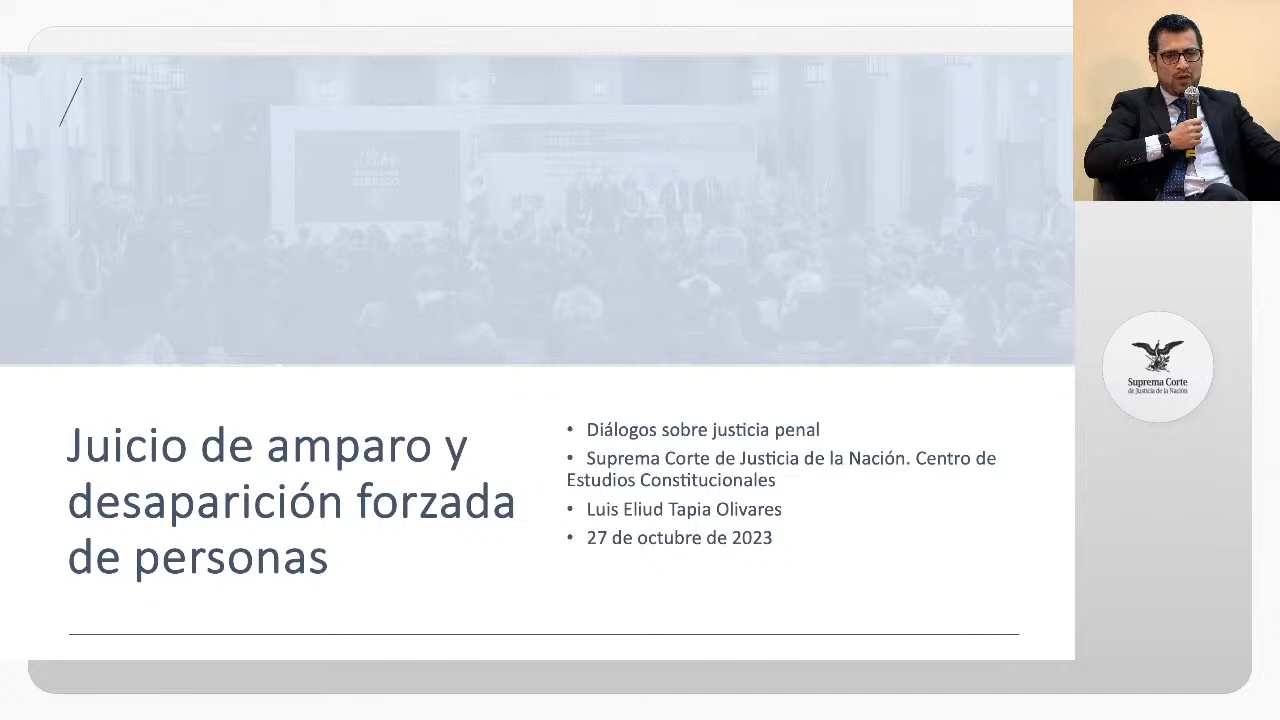 Juicio de amparo y
desaparición forzada
de personas
• Diálogos sobre justicia penal
• Suprema Corte de Justicia de la Nación. Centro de
Estudios Constitucionales
• Luis Eliud Tapia Olivares
• 27 de octubre de 2023
Suprema Corte
de Justicia de la Nación